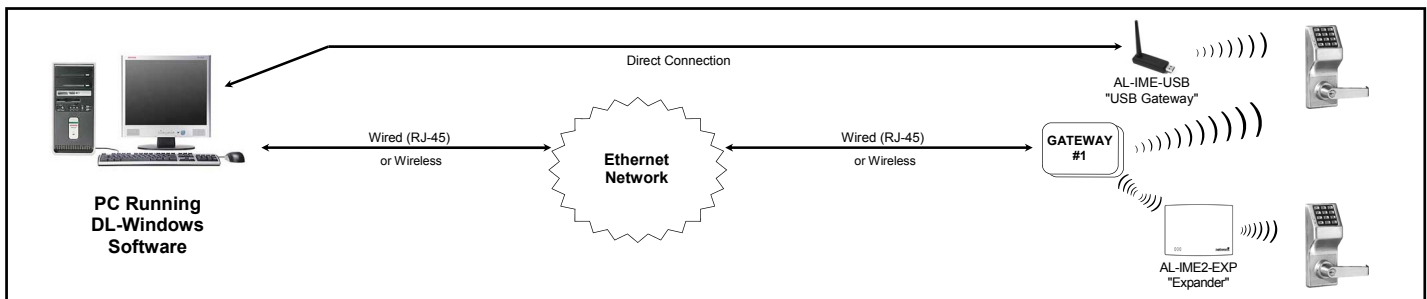 Direct Connection
AL-IME-USB
"USB Gateway"
Wired (RJ-45)
or Wireless
Ethernet
Network
Wired (RJ-45)
or Wireless
GATEWAY
#1
PC Running
DL-Windows
Software
AL-IME2-EXP
"Expander"